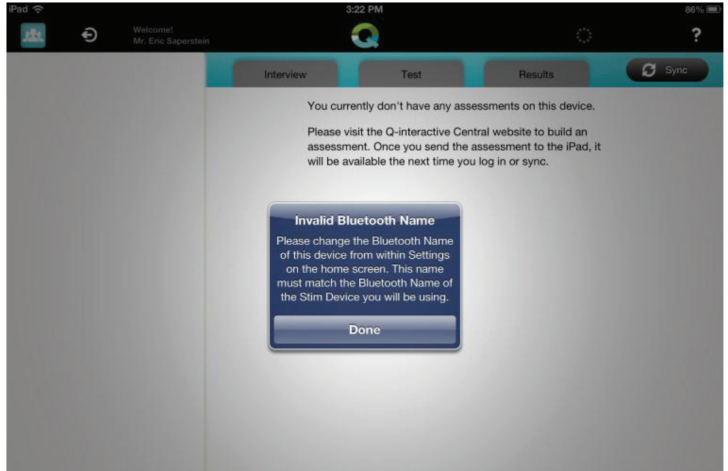 iPad 3:22 PM 86%
Welcome!
Mr. Eric Saperstein
Q
?
Interview Test Results Sync
You currently don't have any assessments on this device.
Please visit the Q-interactive Central website to build an
assessment. Once you send the assessment to the iPad, it
will be available the next time you log in or sync.
Invalid Bluetooth Name
Please change the Bluetooth Name
of this device from within Settings
on the home screen. This name
must match the Bluetooth Name of
the Stim Device you will be using.
Done